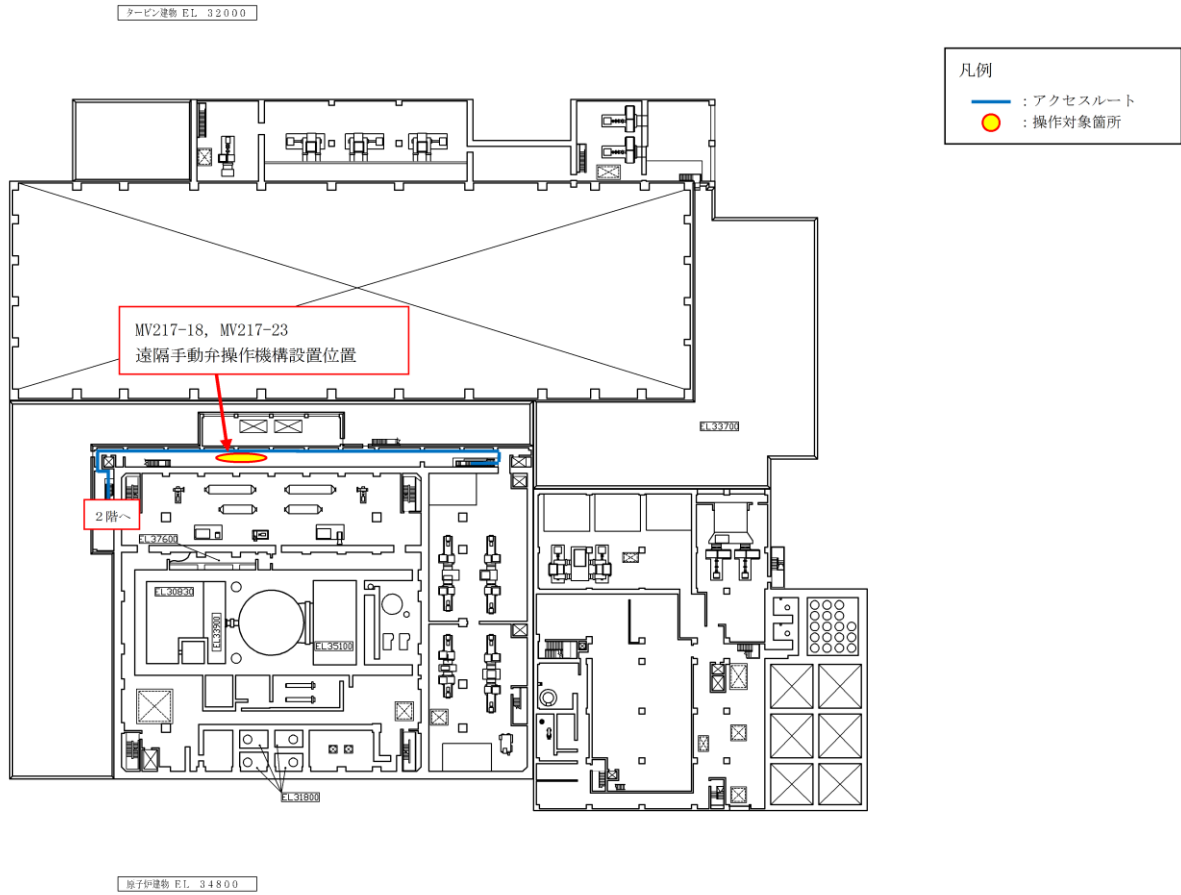 タービン建物 EL 32000
凡例
: アクセスルート
: 操作対象箇所
MV217-18, MV217-23
遠隔手動弁操作機構設置位置
EL33700
2階へ
EL37600
EL30830
EL33900
EL35100
EL31800
原子炉建物 EL 34800